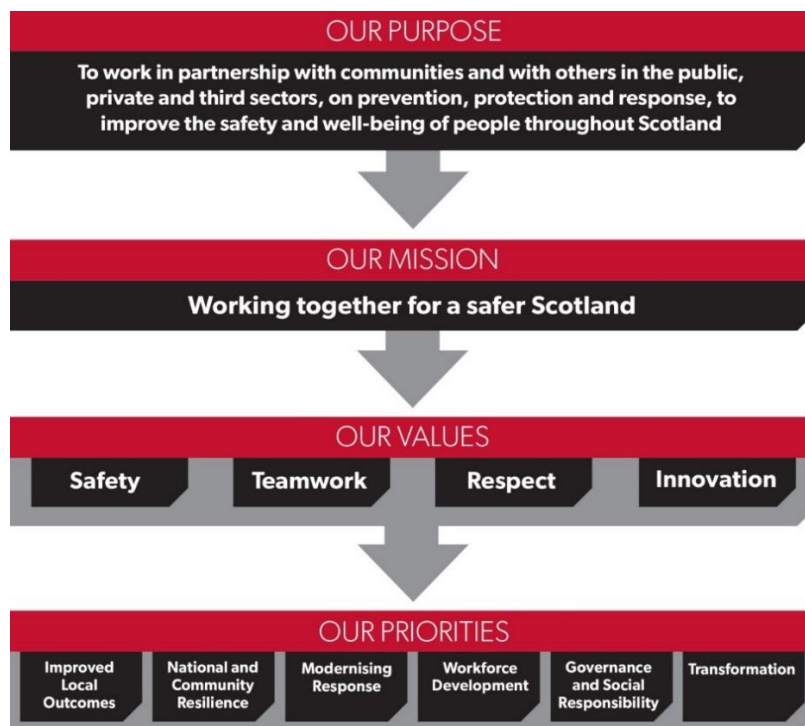 OUR PURPOSE
To work in partnership with communities and with others in the public,
private and third sectors, on prevention, protection and response, to
improve the safety and well-being of people throughout Scotland
OUR MISSION
Working together for a safer Scotland
OUR VALUES
Safety
Teamwork
Respect
Innovation
OUR PRIORITIES
Improved
Local
Outcomes
National and
Community
Resilience
Modernising
Response
Workforce
Development
Governance
and Social
Responsibility
Transformation